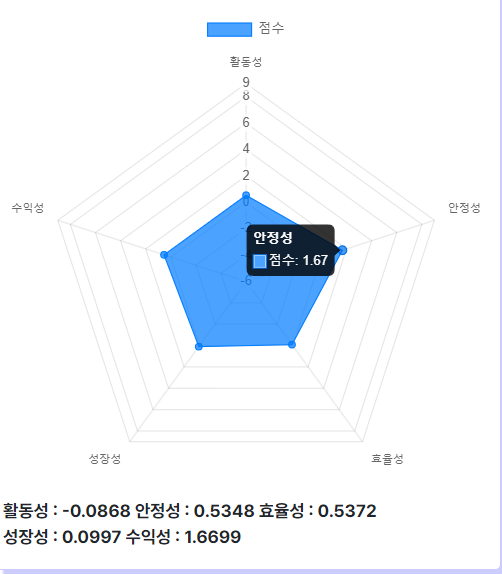 점수
활동성
9
8
6
4
2
0
-6
수익성
안정성
안정성
점수: 1.67
성장성
효율성
활동성 : -0.0868 안정성 : 0.5348 효율성 : 0.5372
성장성 : 0.0997 수익성 : 1.6699